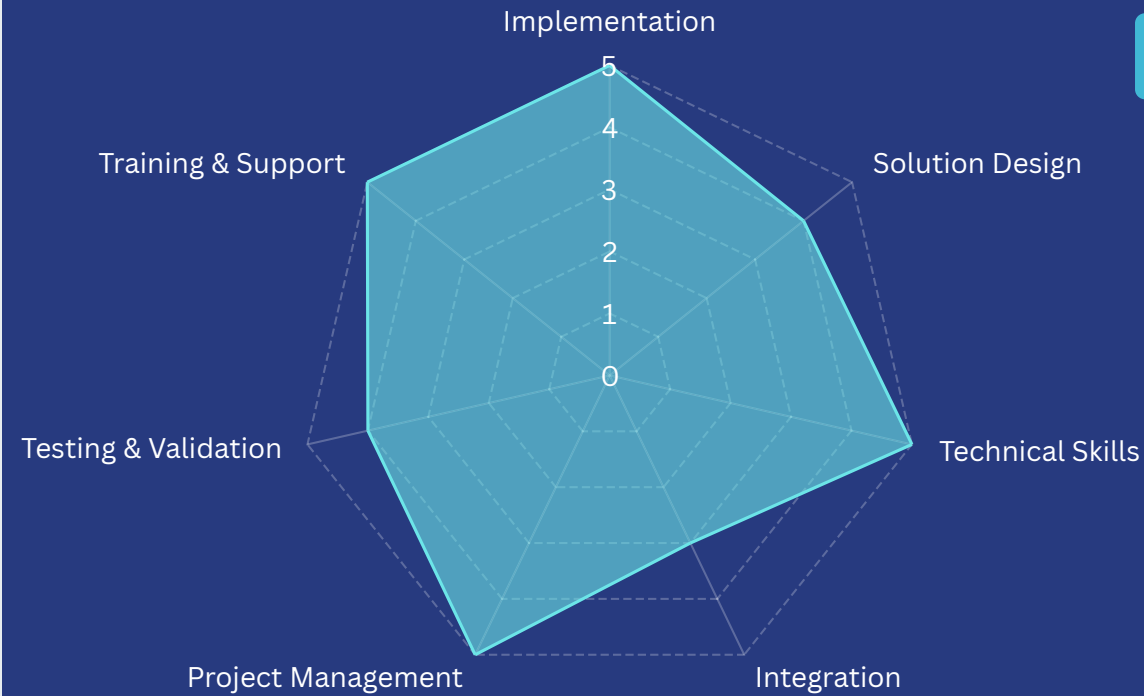 Implementation
5
4
Training & Support
Solution Design
3
2
1
0
Testing & Validation
Technical Skills
Project Management
Integration